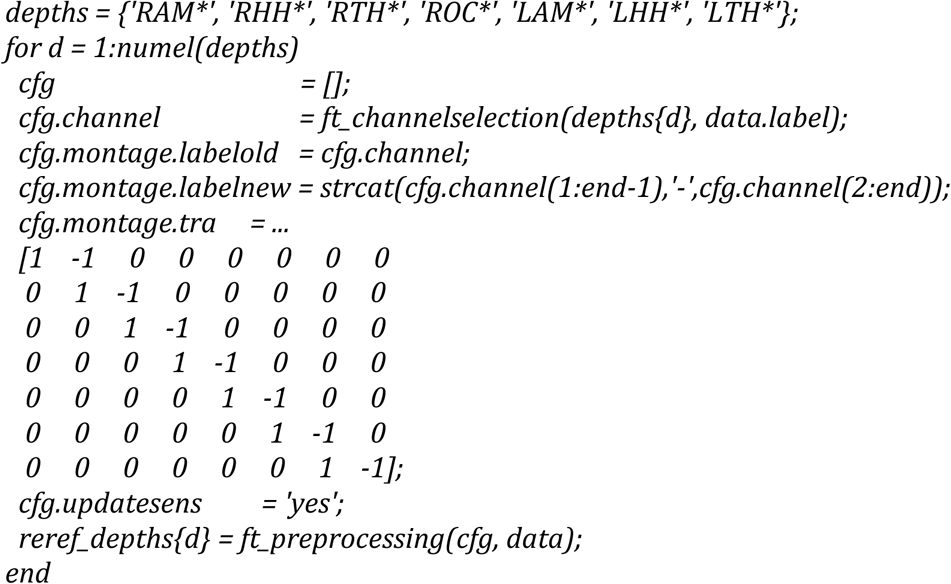 depths = {'RAM*', 'RHH*', 'RTH*', 'ROC*', 'LAM*', 'LHH*', 'LTH*'};
for d = 1:numel(depths)
cfg = [];
cfg.channel = ft_channelselection(depths{d}, data.label);
cfg.montage.labelold = cfg.channel;
cfg.montage.labelnew = strcat(cfg.channel(1:end-1),'-',cfg.channel(2:end));
cfg.montage.tra = ...
[1 -1 0 0 0 0 0 0
0 1 -1 0 0 0 0 0
0 0 1 -1 0 0 0 0
0 0 0 1 -1 0 0 0
0 0 0 0 1 -1 0 0
0 0 0 0 0 1 -1 0
0 0 0 0 0 0 1 -1];
cfg.updatesens = 'yes';
reref_depths{d} = ft_preprocessing(cfg, data);
end